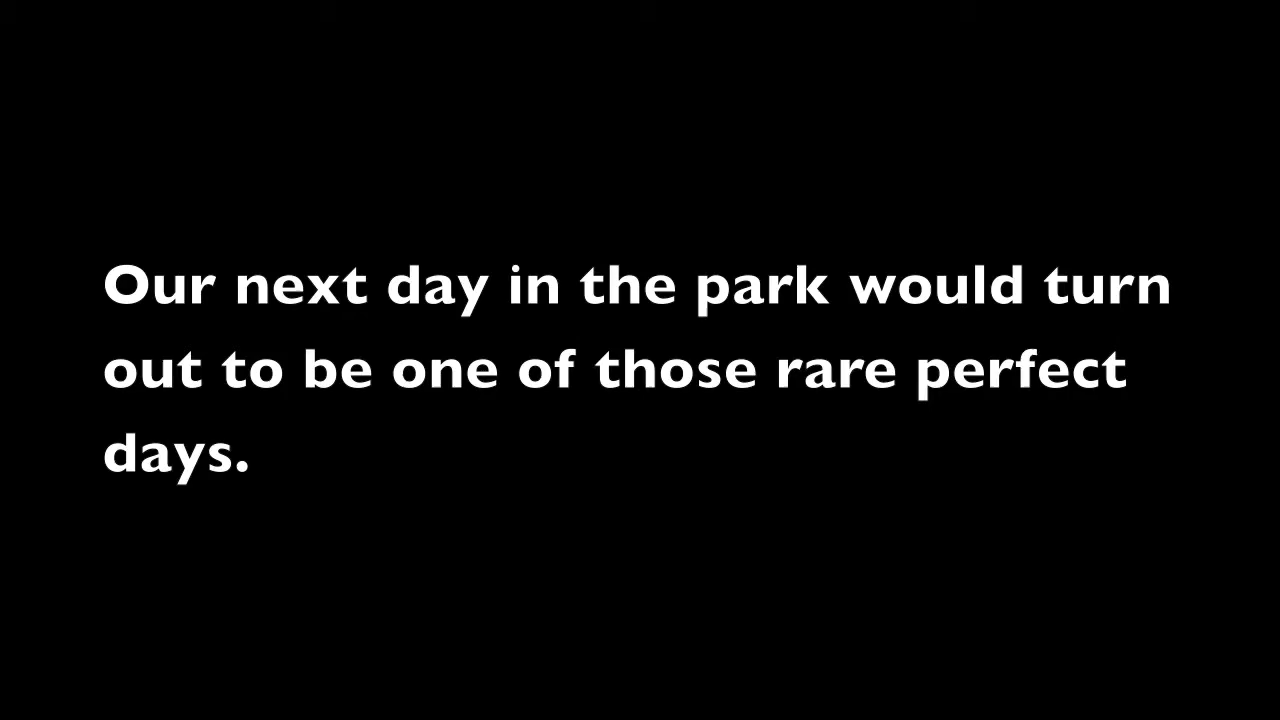 Our next day in the park would turn
out to be one of those rare perfect
days.